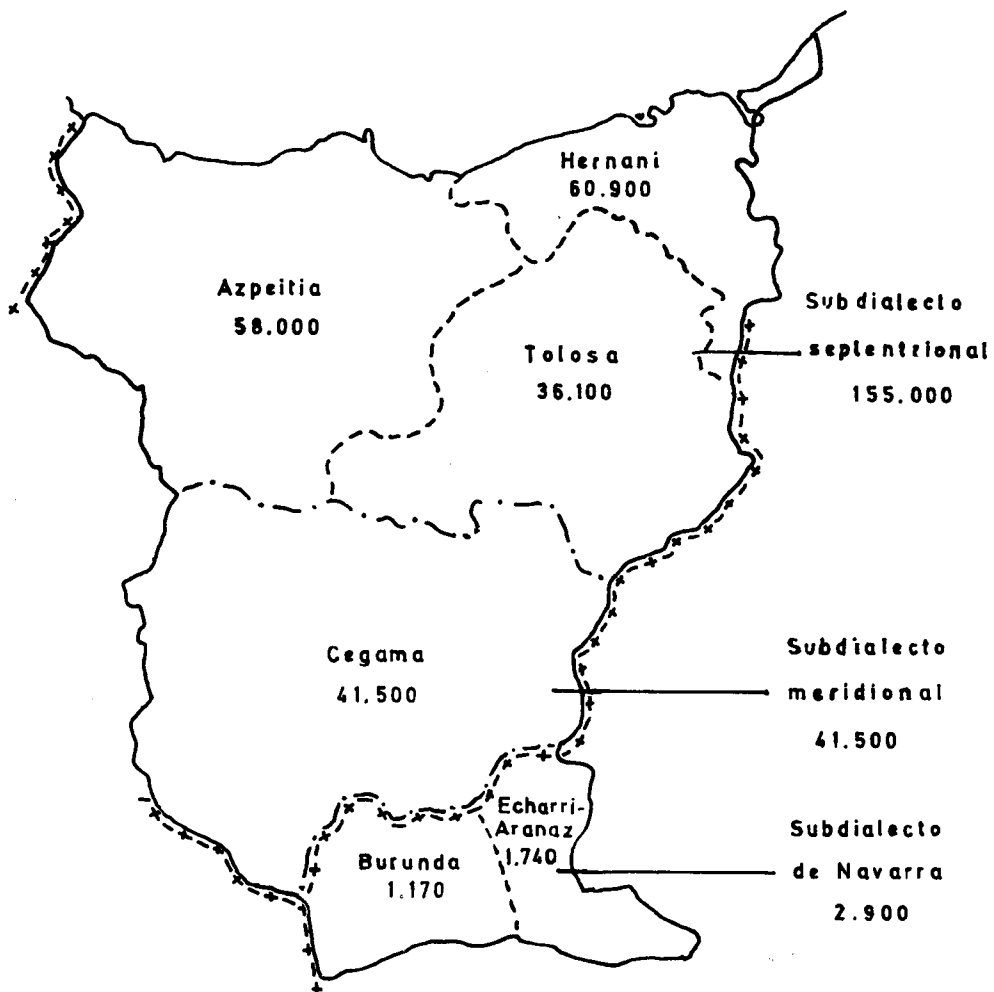 Hernani
60.900
Azpeitia
58.000
Tolosa
36.100
Subdialecto
septentrional
155.000
Cegama
41.500
Subdialecto
meridional
41.500
Echarri-
Aranaz
1.740
Burunda
1.170
Subdialecto
de Navarra
2.900